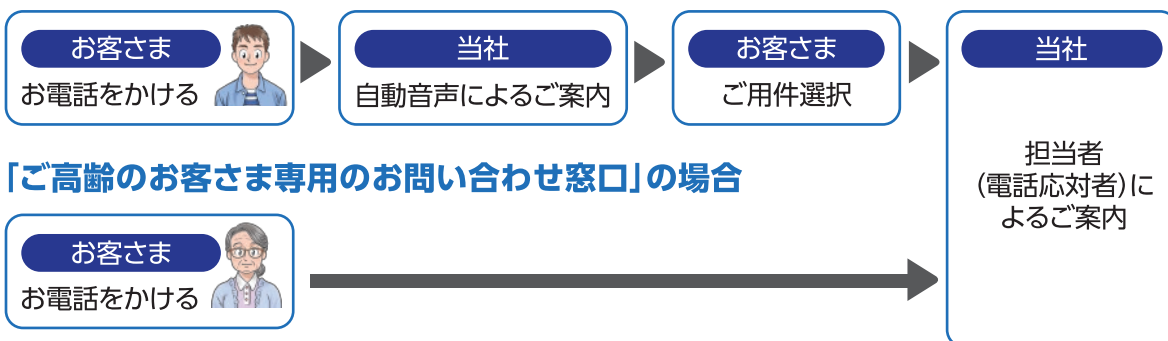 お客さま
お電話をかける
当社
自動音声によるご案内
お客さま
ご用件選択
当社
担当者
(電話応対者)に
よるご案内
「ご高齢のお客さま専用のお問い合わせ窓口」の場合
お客さま
お電話をかける